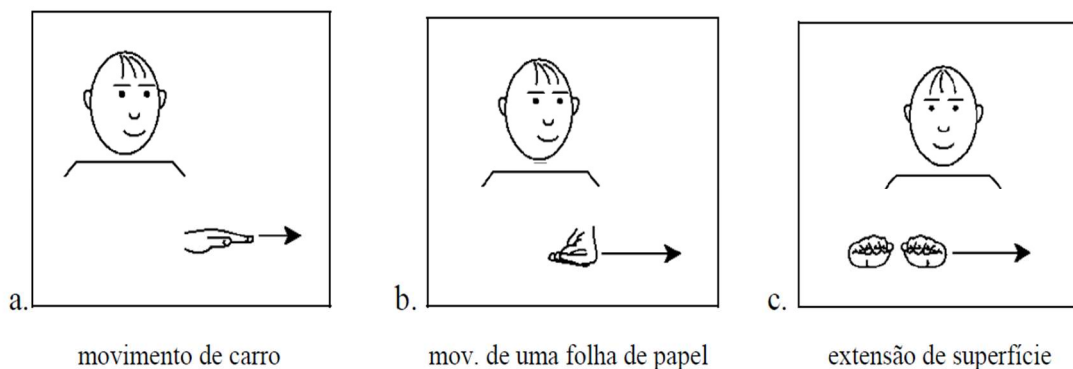 a.
b.
c.
movimento de carro
mov. de uma folha de papel
extensão de superfície